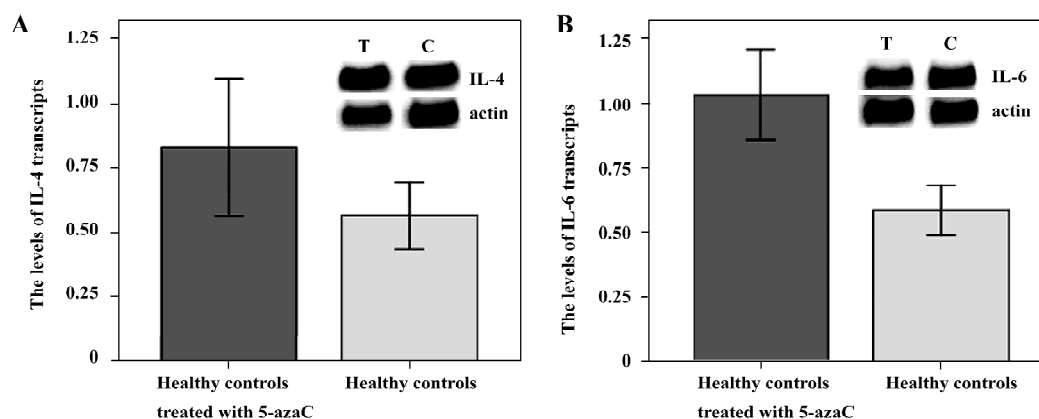 A
The levels of IL-4 transcripts
1.25
1.00
0.75
0.50
0.25
0
T C
IL-4
actin
Healthy controls
treated with 5-azaC
Healthy controls
B
The levels of IL-6 transcripts
1.25
1.00
0.75
0.50
0.25
0
T C
IL-6
actin
Healthy controls
treated with 5-azaC
Healthy controls